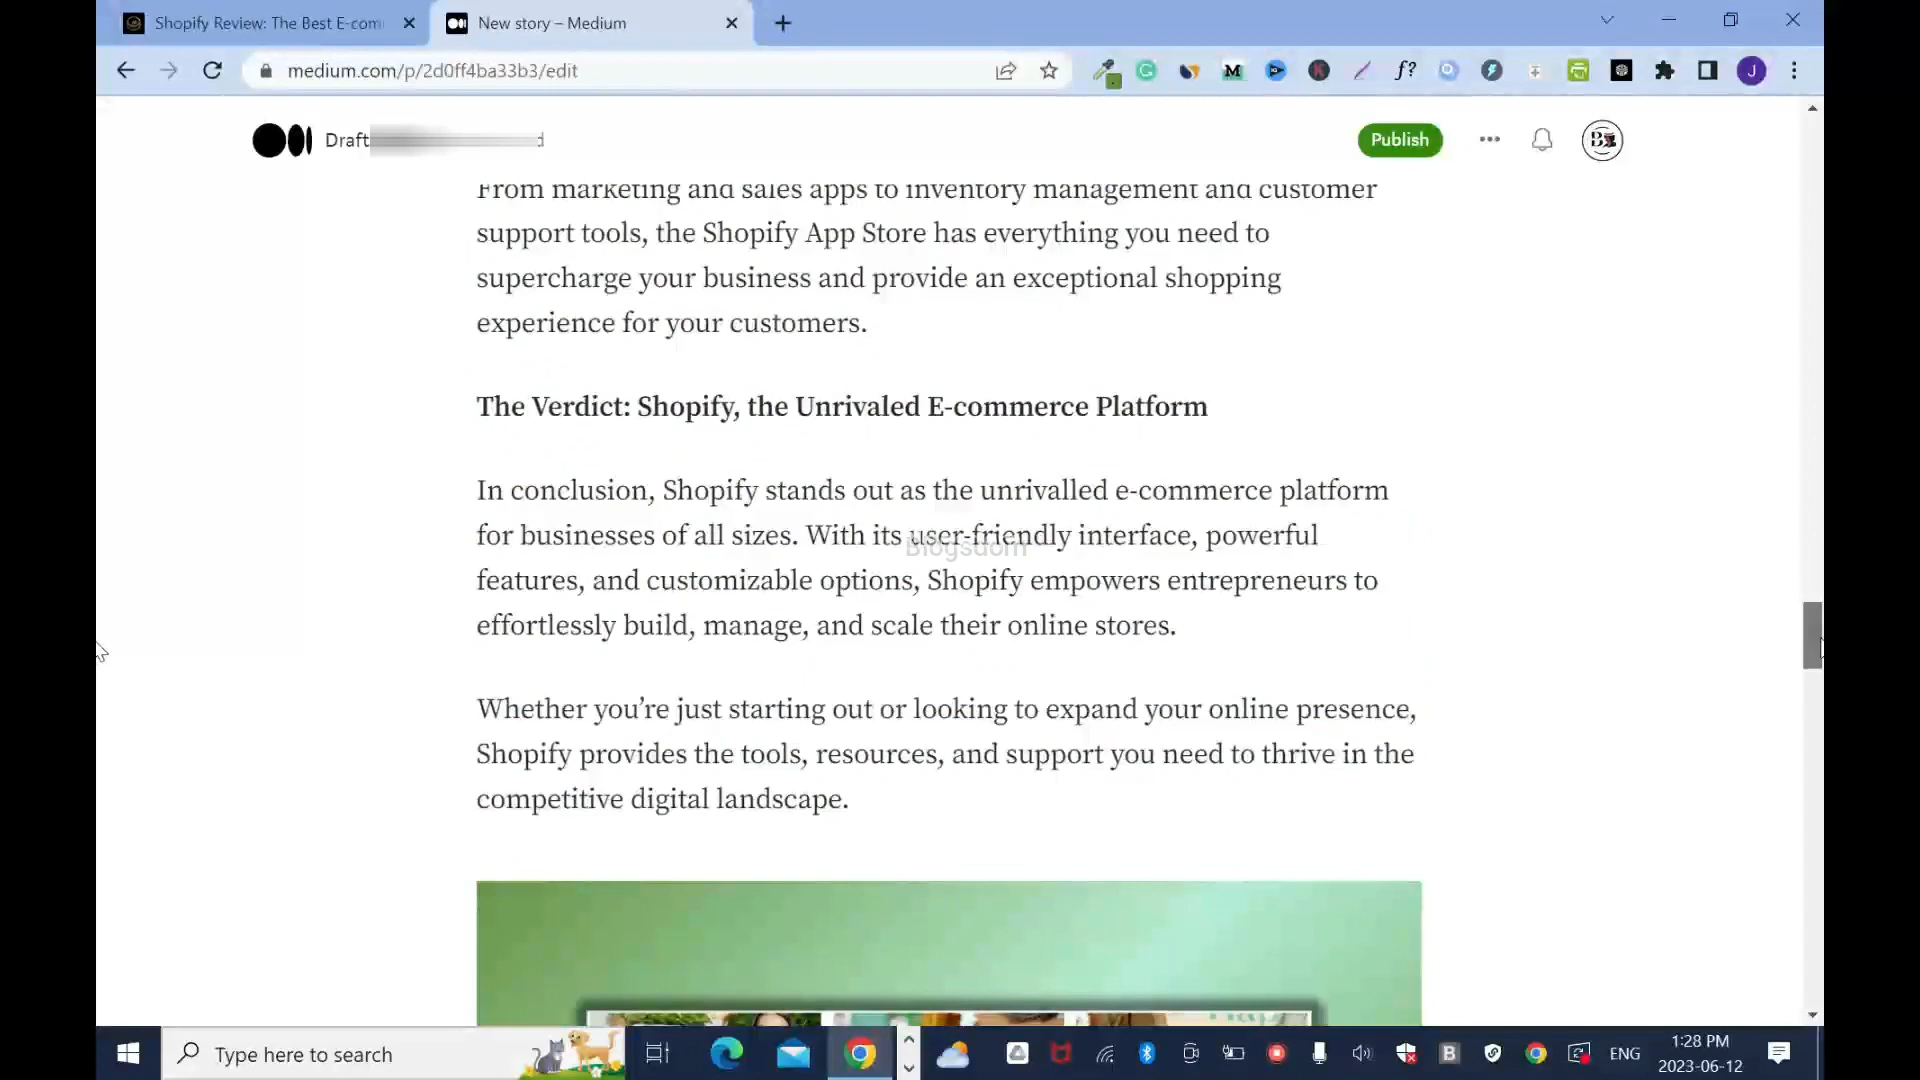 Shopify Review: The Best E-com
New story – Medium
medium.com/p/2d0ff4ba33b3/edit
Draft
Publish
From marketing and sales apps to inventory management and customer
support tools, the Shopify App Store has everything you need to
supercharge your business and provide an exceptional shopping
experience for your customers.
The Verdict: Shopify, the Unrivaled E-commerce Platform
In conclusion, Shopify stands out as the unrivalled e-commerce platform
for businesses of all sizes. With its user-friendly interface, powerful
Blogsdom
features, and customizable options, Shopify empowers entrepreneurs to
effortlessly build, manage, and scale their online stores.
Whether you’re just starting out or looking to expand your online presence,
Shopify provides the tools, resources, and support you need to thrive in the
competitive digital landscape.
Type here to search
ENG
1:28 PM
2023-06-12